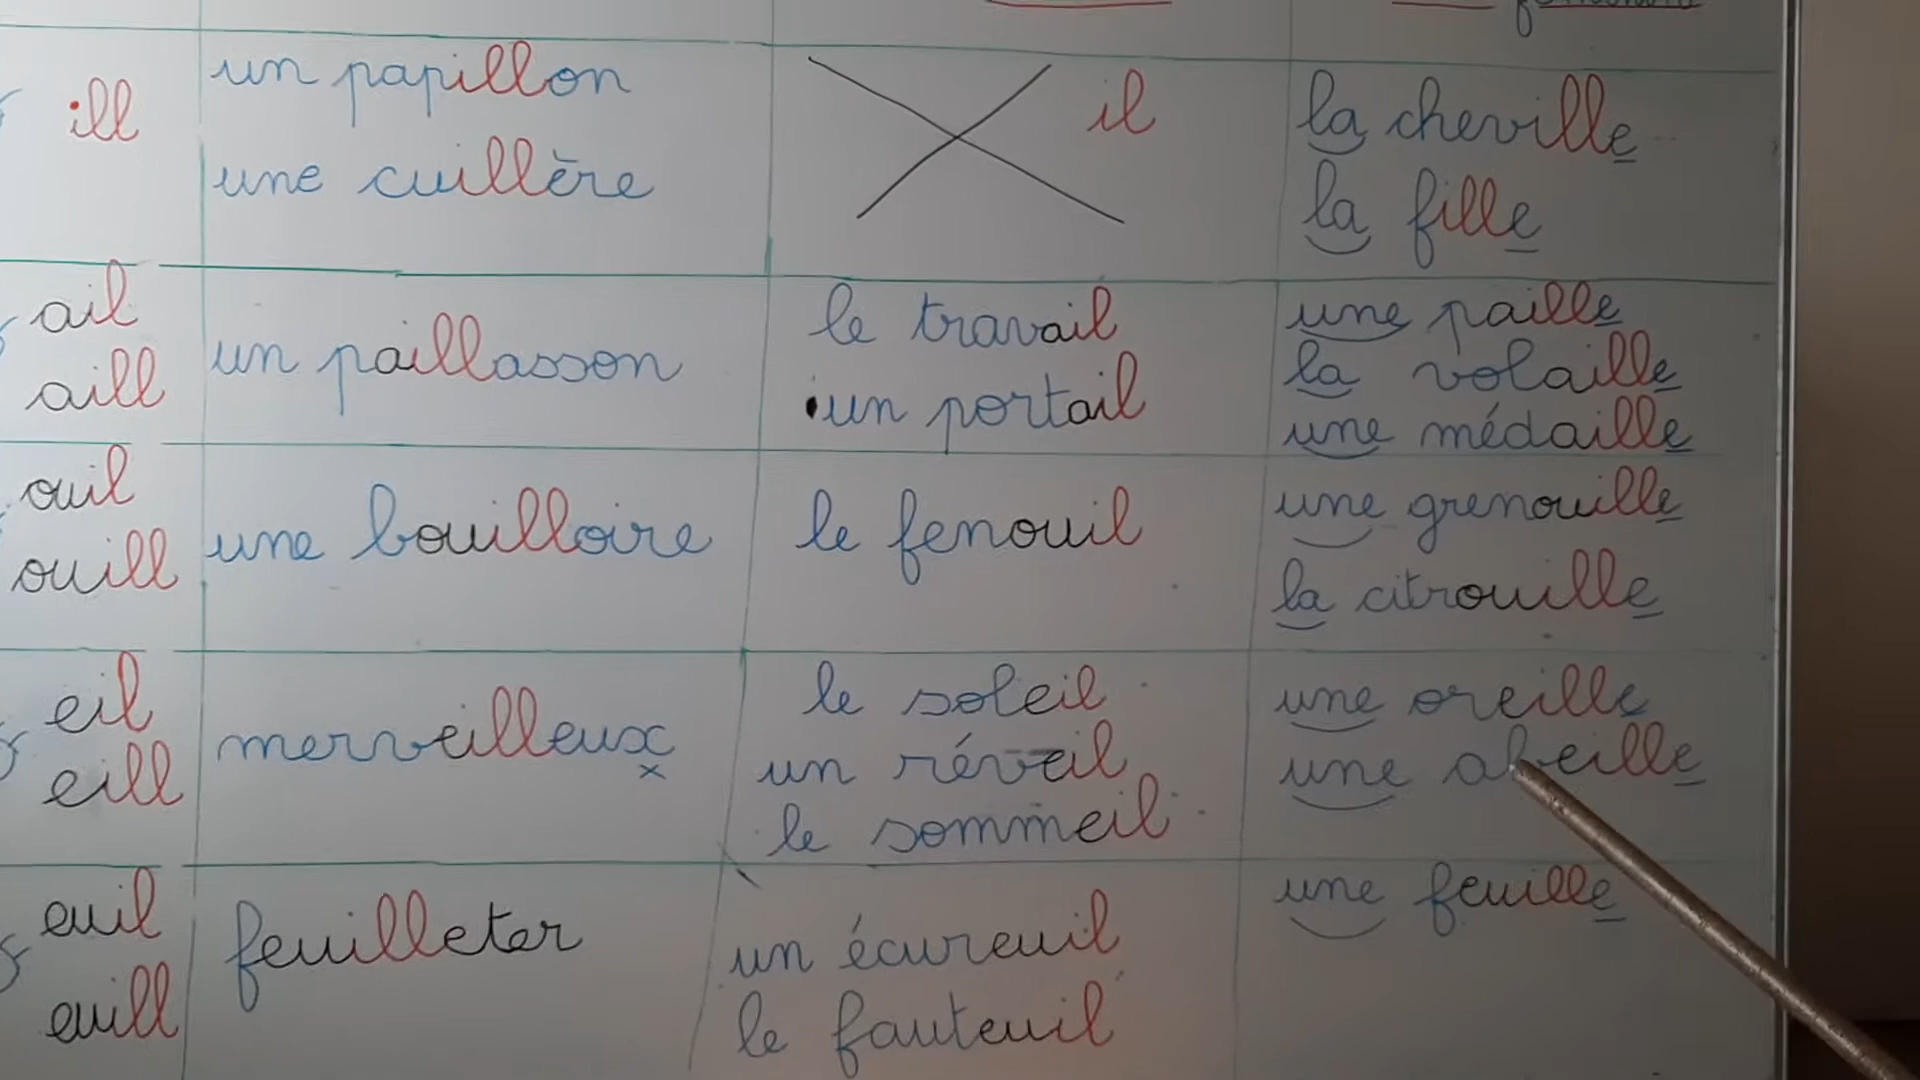 ill
un papillon
une cuillère
il
la cheville
la fille
ail
aill
un paillasson
le travail
un portail
une paille
la volaille
une médaille
ouil
ouill
une bouilloire
le fenouil
une grenouille
la citrouille
eil
eill
merveilleux
x
le soleil
un réveil
le sommeil
une oreille
une abeille
euil
euill
feuilleter
un écureuil
le fauteuil
une feuille